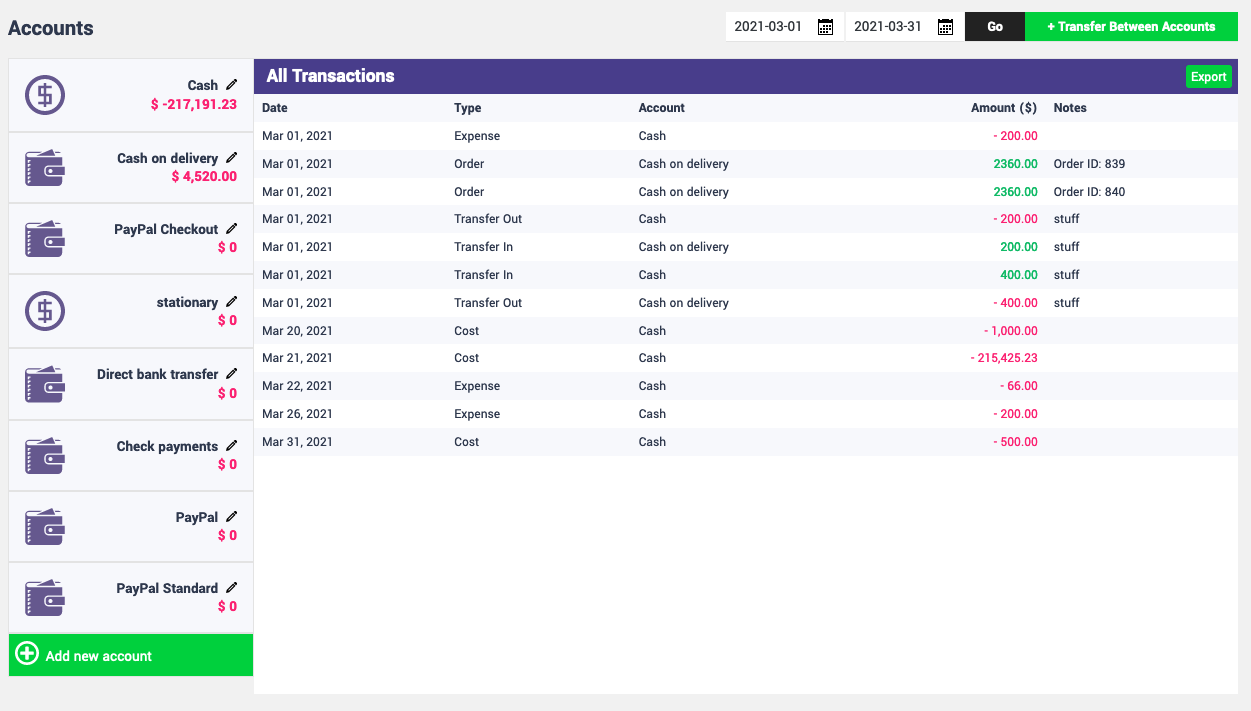 Accounts
2021-03-01 2021-03-31 Go + Transfer Between Accounts
Cash
$ -217,191.23
Cash on delivery
$ 4,520.00
PayPal Checkout
$ 0
stationary
$ 0
Direct bank transfer
$ 0
Check payments
$ 0
PayPal
$ 0
PayPal Standard
$ 0
Add new account
All Transactions Export
Date Type Account Amount ($) Notes
Mar 01, 2021 Expense Cash - 200.00
Mar 01, 2021 Order Cash on delivery 2360.00 Order ID: 839
Mar 01, 2021 Order Cash on delivery 2360.00 Order ID: 840
Mar 01, 2021 Transfer Out Cash - 200.00 stuff
Mar 01, 2021 Transfer In Cash on delivery 200.00 stuff
Mar 01, 2021 Transfer In Cash 400.00 stuff
Mar 01, 2021 Transfer Out Cash on delivery - 400.00 stuff
Mar 20, 2021 Cost Cash - 1,000.00
Mar 21, 2021 Cost Cash - 215,425.23
Mar 22, 2021 Expense Cash - 66.00
Mar 26, 2021 Expense Cash - 200.00
Mar 31, 2021 Cost Cash - 500.00